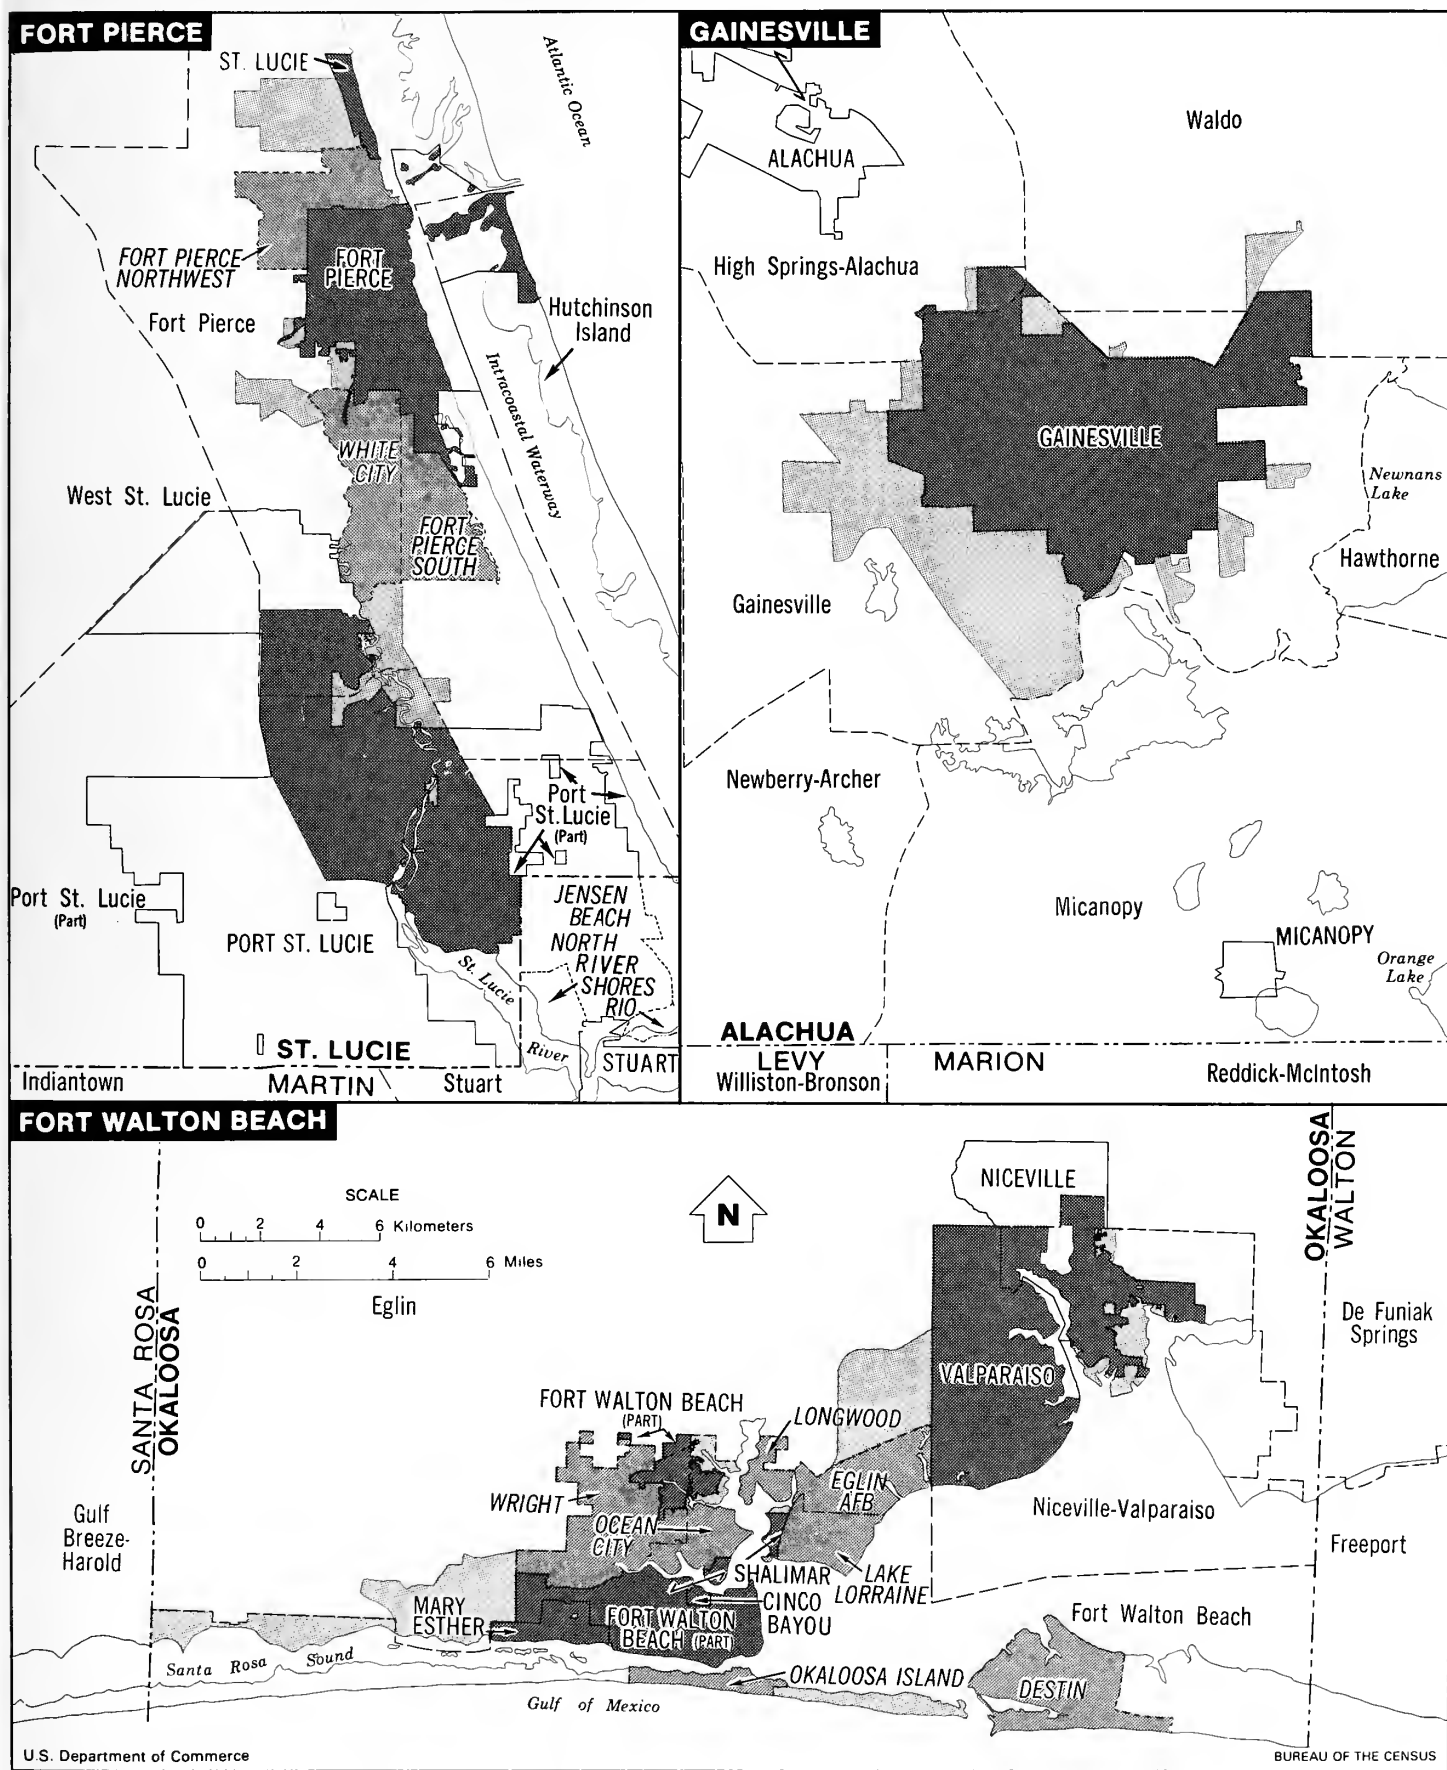 FORT PIERCE
ST. LUCIE
Atlantic Ocean
FORT PIERCE
NORTHWEST
FORT
PIERCE
Fort Pierce
Hutchinson
Island
Intracoastal Waterway
WHITE
CITY
West St. Lucie
FORT
PIERCE
SOUTH
Port
St. Lucie
(Part)
Port St. Lucie
(Part)
PORT ST. LUCIE
JENSEN
BEACH
NORTH
RIVER
SHORES
RIO
St. Lucie
River
ST. LUCIE
STUART
Indiantown
MARTIN
Stuart
GAINESVILLE
Waldo
ALACHUA
High Springs-Alachua
GAINESVILLE
Newnans
Lake
Hawthorne
Gainesville
Newberry-Archer
Micanopy
MICANOPY
Orange
Lake
ALACHUA
LEVY
MARION
Williston-Bronson
Reddick-McIntosh
FORT WALTON BEACH
SCALE
0 2 4 6 Kilometers
0 2 4 6 Miles
Eglin
N
NICEVILLE
OKALOOSA
WALTON
De Funiak
Springs
SANTA ROSA
OKALOOSA
VALPARAISO
FORT WALTON BEACH
(PART)
LONGWOOD
EGLIN
AFB
WRIGHT
OCEAN
CITY
Niceville-Valparaiso
Gulf
Breeze-
Harold
Freeport
SHALIMAR
LAKE
LORRAINE
CINCO
BAYOU
MARY
ESTHER
FORT WALTON
BEACH (PART)
Fort Walton Beach
Santa Rosa Sound
OKALOOSA ISLAND
DESTIN
Gulf of Mexico
U.S. Department of Commerce
BUREAU OF THE CENSUS